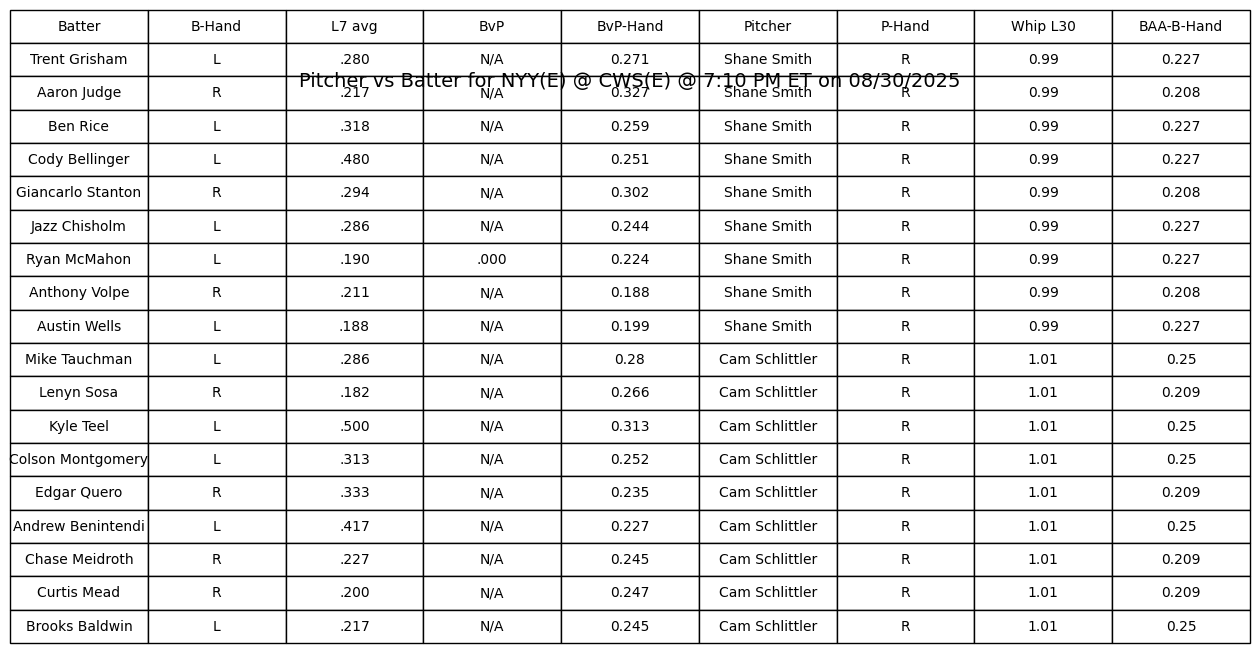 Batter B-Hand L7 avg BvP BvP-Hand Pitcher P-Hand Whip L30 BAA-B-Hand
Trent Grisham L .280 N/A 0.271 Shane Smith R 0.99 0.227
Pitcher vs Batter for NYY(E) @ CWS(E) @ 7:10 PM ET on 08/30/2025
Aaron Judge R .217 N/A 0.327 Shane Smith R 0.99 0.208
Ben Rice L .318 N/A 0.259 Shane Smith R 0.99 0.227
Cody Bellinger L .480 N/A 0.251 Shane Smith R 0.99 0.227
Giancarlo Stanton R .294 N/A 0.302 Shane Smith R 0.99 0.208
Jazz Chisholm L .286 N/A 0.244 Shane Smith R 0.99 0.227
Ryan McMahon L .190 .000 0.224 Shane Smith R 0.99 0.227
Anthony Volpe R .211 N/A 0.188 Shane Smith R 0.99 0.208
Austin Wells L .188 N/A 0.199 Shane Smith R 0.99 0.227
Mike Tauchman L .286 N/A 0.28 Cam Schlittler R 1.01 0.25
Lenyn Sosa R .182 N/A 0.266 Cam Schlittler R 1.01 0.209
Kyle Teel L .500 N/A 0.313 Cam Schlittler R 1.01 0.25
Colson Montgomery L .313 N/A 0.252 Cam Schlittler R 1.01 0.25
Edgar Quero R .333 N/A 0.235 Cam Schlittler R 1.01 0.209
Andrew Benintendi L .417 N/A 0.227 Cam Schlittler R 1.01 0.25
Chase Meidroth R .227 N/A 0.245 Cam Schlittler R 1.01 0.209
Curtis Mead R .200 N/A 0.247 Cam Schlittler R 1.01 0.209
Brooks Baldwin L .217 N/A 0.245 Cam Schlittler R 1.01 0.25